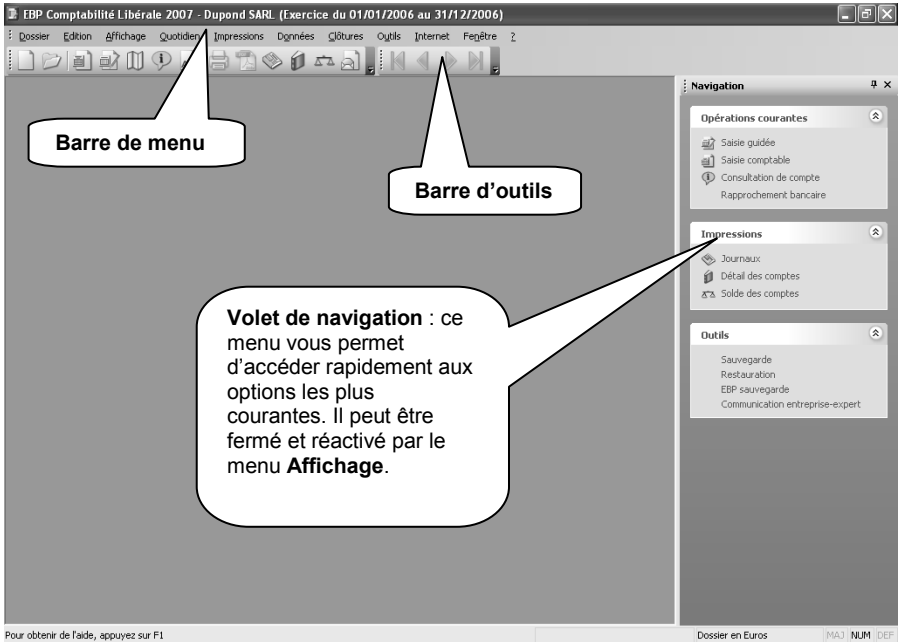 EBP Comptabilité Libérale 2007 - Dupond SARL (Exercice du 01/01/2006 au 31/12/2006)
Dossier Edition Affichage Quotidien Impressions Données Clôtures Outils Internet Fenêtre ?
Barre de menu
Barre d'outils
Volet de navigation : ce
menu vous permet
d'accéder rapidement aux
options les plus
courantes. Il peut être
fermé et réactivé par le
menu Affichage.
Navigation
Opérations courantes
Saisie guidée
Saisie comptable
Consultation de compte
Rapprochement bancaire
Impressions
Journaux
Détail des comptes
Solde des comptes
Outils
Sauvegarde
Restauration
EBP sauvegarde
Communication entreprise-expert
Pour obtenir de l'aide, appuyez sur F1
Dossier en Euros MAJ NUM DEF